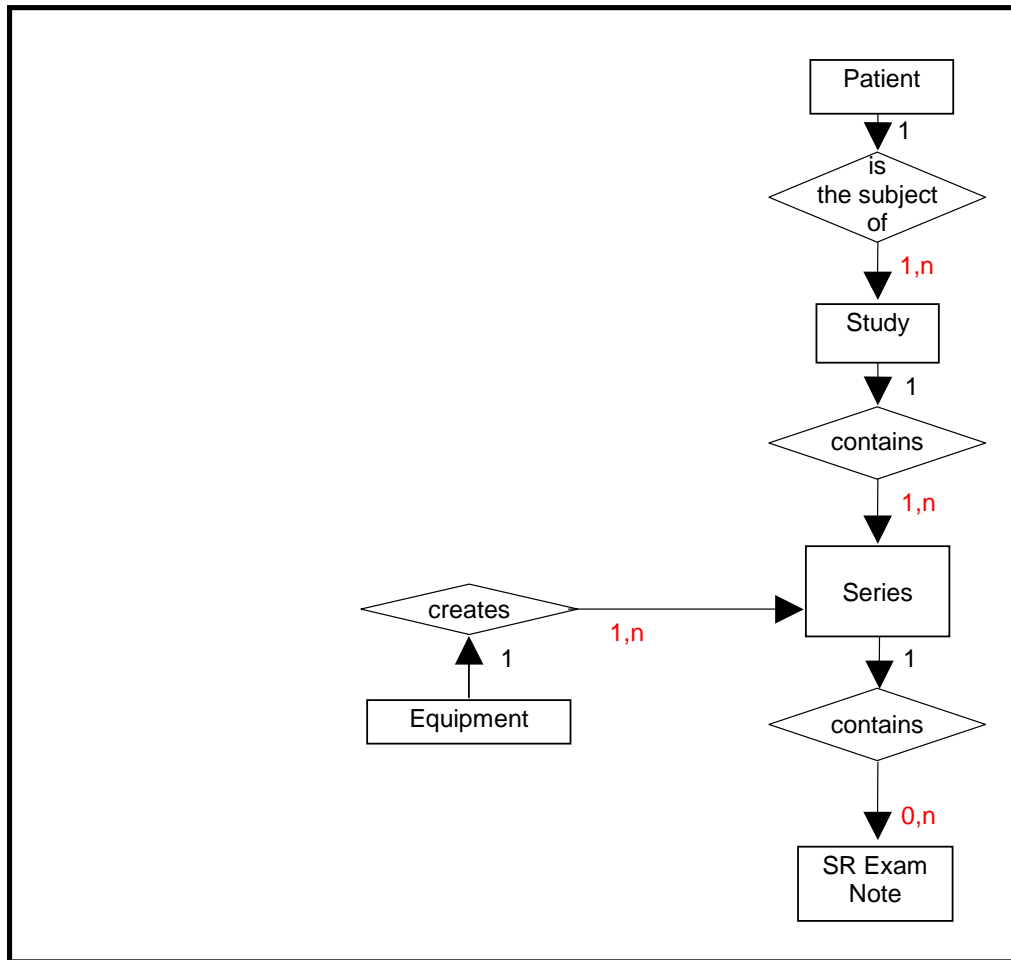 Patient
1
is
the subject
of
1,n
Study
1
contains
1,n
Series
creates
1,n
1
1
Equipment
contains
0,n
SR Exam
Note